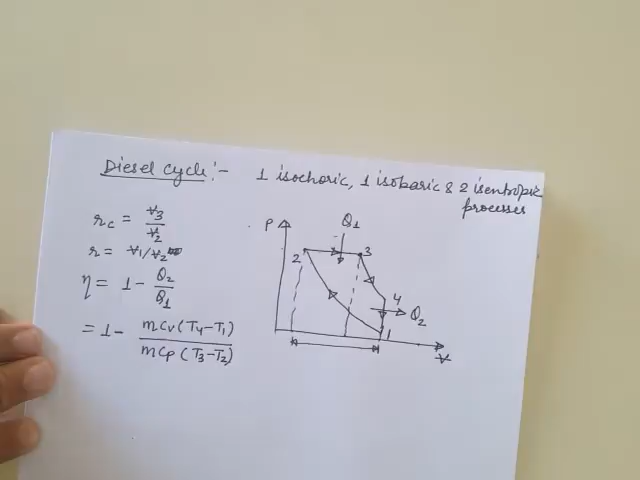 Diesel cycle :- 1 isochoric, 1 isobaric & 2 isentropic
processes
r_c = V3/V2
r = V1/V2
η = 1 - Q2/Q1
= 1 - mCv(T4-T1)/mCp(T3-T2)
P
Q1
2
3
4
Q2
1
V